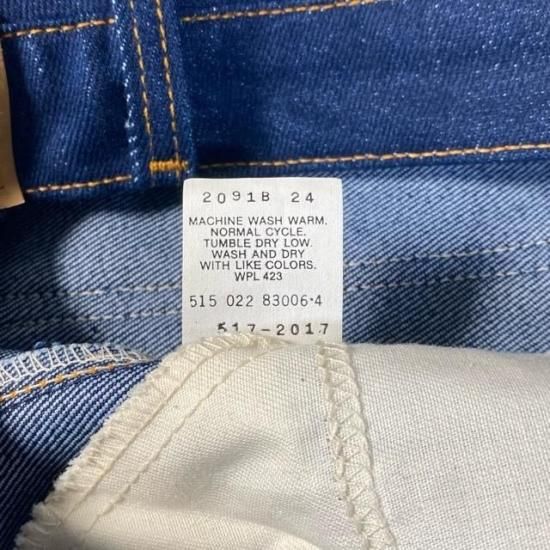 2091B 24
MACHINE WASH WARM.
NORMAL CYCLE.
TUMBLE DRY LOW.
WASH AND DRY
WITH LIKE COLORS.
WPL 423
515 022 83006•4
517-2017